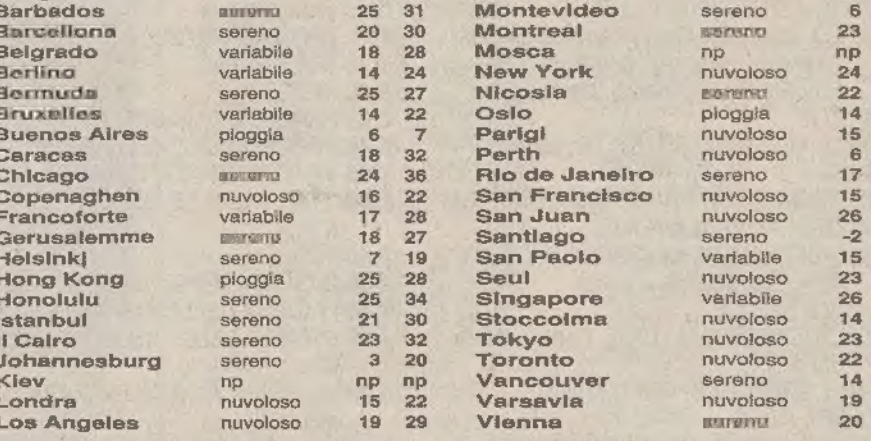 Barbados 25 31
Barcellona sereno 20 30
Belgrado variabile 18 28
Berlino variabile 14 24
Bermuda sereno 25 27
Bruxelles variabile 14 22
Buenos Aires pioggia 6 7
Caracas sereno 18 32
Chicago 24 36
Copenaghen nuvoloso 16 22
Francoforte variabile 17 28
Gerusalemme 18 27
Helsinki sereno 7 19
Hong Kong pioggia 25 28
Honolulu sereno 25 34
stanbul sereno 21 30
l Cairo sereno 23 32
Johannesburg sereno 3 20
Kiev np np np
Londra nuvoloso 15 22
Los Angeles nuvoloso 19 29
Montevideo sereno 6
Montreal 23
Mosca np np
New York nuvoloso 24
Nicosia 22
Oslo pioggia 14
Parigi nuvoloso 15
Perth nuvoloso 6
Rio de Janeiro sereno 17
San Francisco nuvoloso 15
San Juan nuvoloso 26
Santiago sereno -2
San Paolo variabile 15
Seul nuvoloso 23
Singapore variabile 26
Stoccolma nuvoloso 14
Tokyo nuvoloso 23
Toronto nuvoloso 22
Vancouver sereno 14
Varsavia nuvoloso 19
Vienna 20